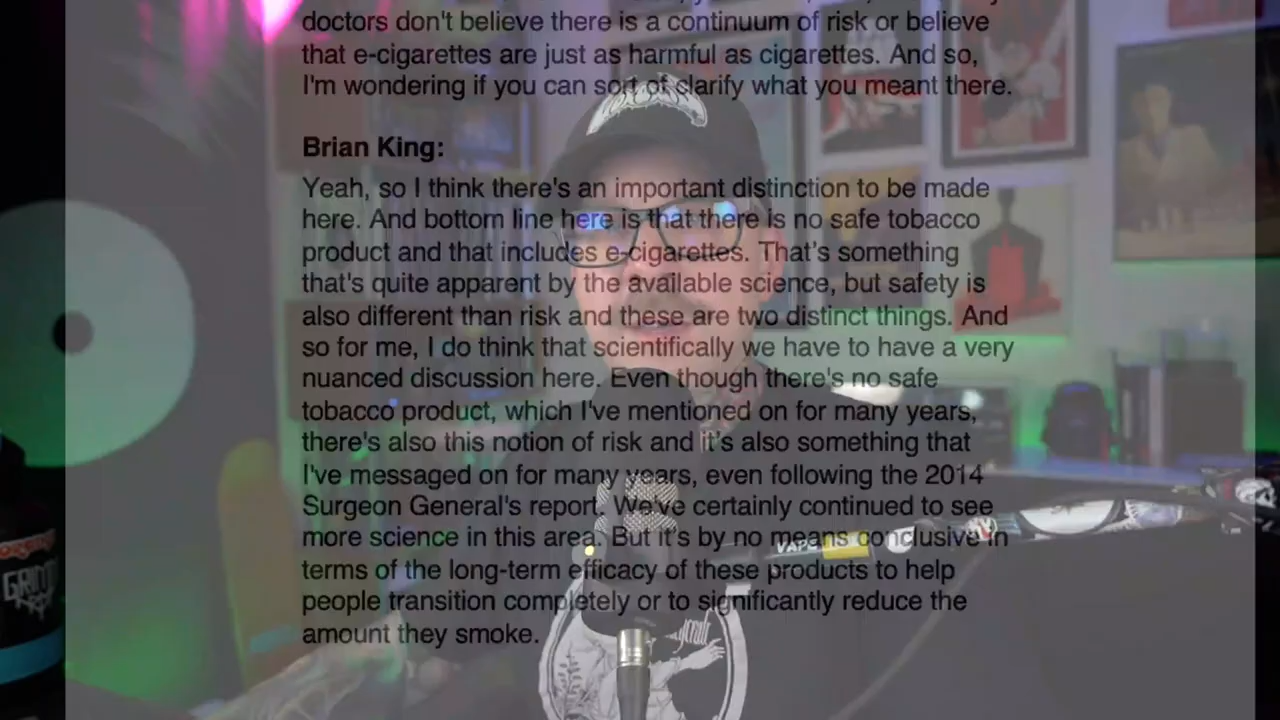 doctors don't believe there is a continuum of risk or believe
that e-cigarettes are just as harmful as cigarettes. And so,
I'm wondering if you can sort of clarify what you meant there.
Brian King:
Yeah, so I think there's an important distinction to be made
here. And bottom line here is that there is no safe tobacco
product and that includes e-cigarettes. That's something
that's quite apparent by the available science, but safety is
also different than risk and these are two distinct things. And
so for me, I do think that scientifically we have to have a very
nuanced discussion here. Even though there's no safe
tobacco product, which I've mentioned on for many years,
there's also this notion of risk and it's also something that
I've messaged on for many years, even following the 2014
Surgeon General's report. We've certainly continued to see
more science in this area. But it's by no means conclusive in
terms of the long-term efficacy of these products to help
people transition completely or to significantly reduce the
amount they smoke.
VAPE